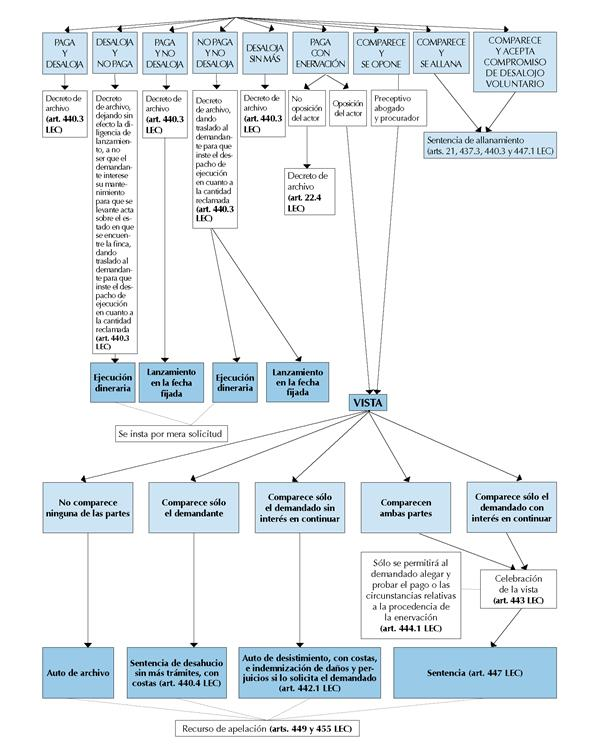 PAGA
Y
DESALOJA
DESALOJA
Y
NO PAGA
PAGA
Y NO
DESALOJA
NO PAGA
Y NO
DESALOJA
DESALOJA
SIN MÁS
PAGA
CON
ENERVACIÓN
COMPARECE
Y
SE OPONE
COMPARECE
Y
SE ALLANA
COMPARECE
Y ACEPTA
COMPROMISO
DE DESALOJO
VOLUNTARIO
Decreto de
archivo
(art. 440.3
LEC)
Decreto
de archivo,
dejando sin
efecto la di-
ligencia de
lanzamiento,
a no
ser que el
demandan-
te interese
su mante-
nimiento
para que se
levante acta
sobre el es-
tado en que
se encuen-
tre la finca,
dando
traslado al
demandan-
te para que
inste el des-
pacho de
ejecución
en cuanto a
la cantidad
reclamada
(art. 440.3
LEC)
Decreto de
archivo
(art. 440.3
LEC)
Decreto
de archivo,
dando
traslado al
demandante
para que
inste el des-
pacho de
ejecución
en cuanto a
la cantidad
reclamada
(art. 440.3
LEC)
Decreto de
archivo
(art. 440.3
LEC)
No
oposición
del actor
Oposición
del actor
Preceptivo
abogado
y procurador
Sentencia de allanamiento
(arts. 21, 437.3, 440.3 y 447.1 LEC)
Decreto de
archivo
(art. 22.4
LEC)
Ejecución
dineraria
Lanzamiento
en la fecha
fijada
Ejecución
dineraria
Lanzamiento
en la fecha
fijada
VISTA
Se insta por mera solicitud
No comparece
ninguna de las partes
Comparece sólo
el demandante
Comparece sólo
el demandado sin
interés en continuar
Comparecen
ambas partes
Comparece sólo el
demandado con
interés en continuar
Sólo se permitirá al
demandado alegar y
probar el pago o las
circunstancias relativas
a la procedencia de
la enervación
(art. 444.1 LEC)
Celebración
de la vista
(art. 443 LEC)
Auto de archivo
Sentencia de desahucio
sin más trámites, con
costas (art. 440.4 LEC)
Auto de desistimiento, con costas,
e indemnización de daños y per-
juicios si lo solicita el demandado
(art. 442.1 LEC)
Sentencia (art. 447 LEC)
Recurso de apelación (arts. 449 y 455 LEC)